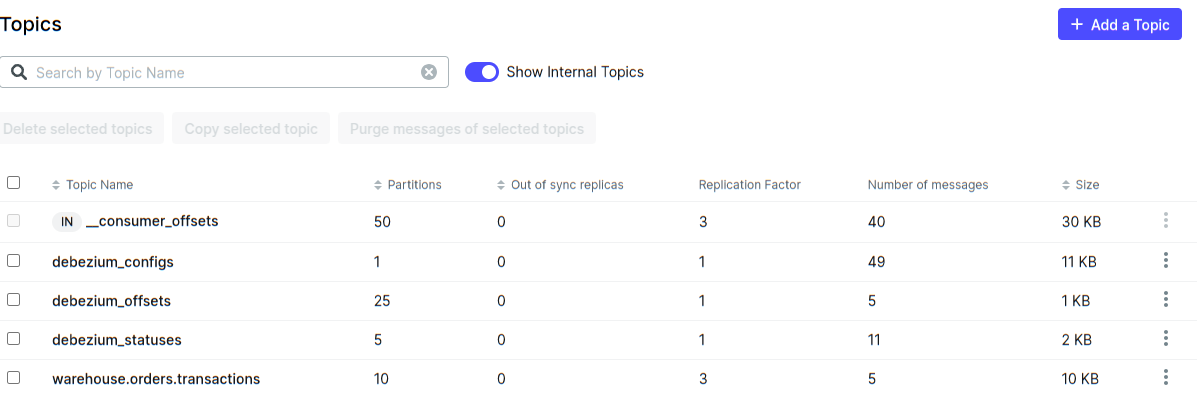 Topics
+ Add a Topic
Search by Topic Name
Show Internal Topics
Delete selected topics Copy selected topic Purge messages of selected topics
Topic Name Partitions Out of sync replicas Replication Factor Number of messages Size
IN __consumer_offsets 50 0 3 40 30 KB
debezium_configs 1 0 1 49 11 KB
debezium_offsets 25 0 1 5 1 KB
debezium_statuses 5 0 1 11 2 KB
warehouse.orders.transactions 10 0 3 5 10 KB